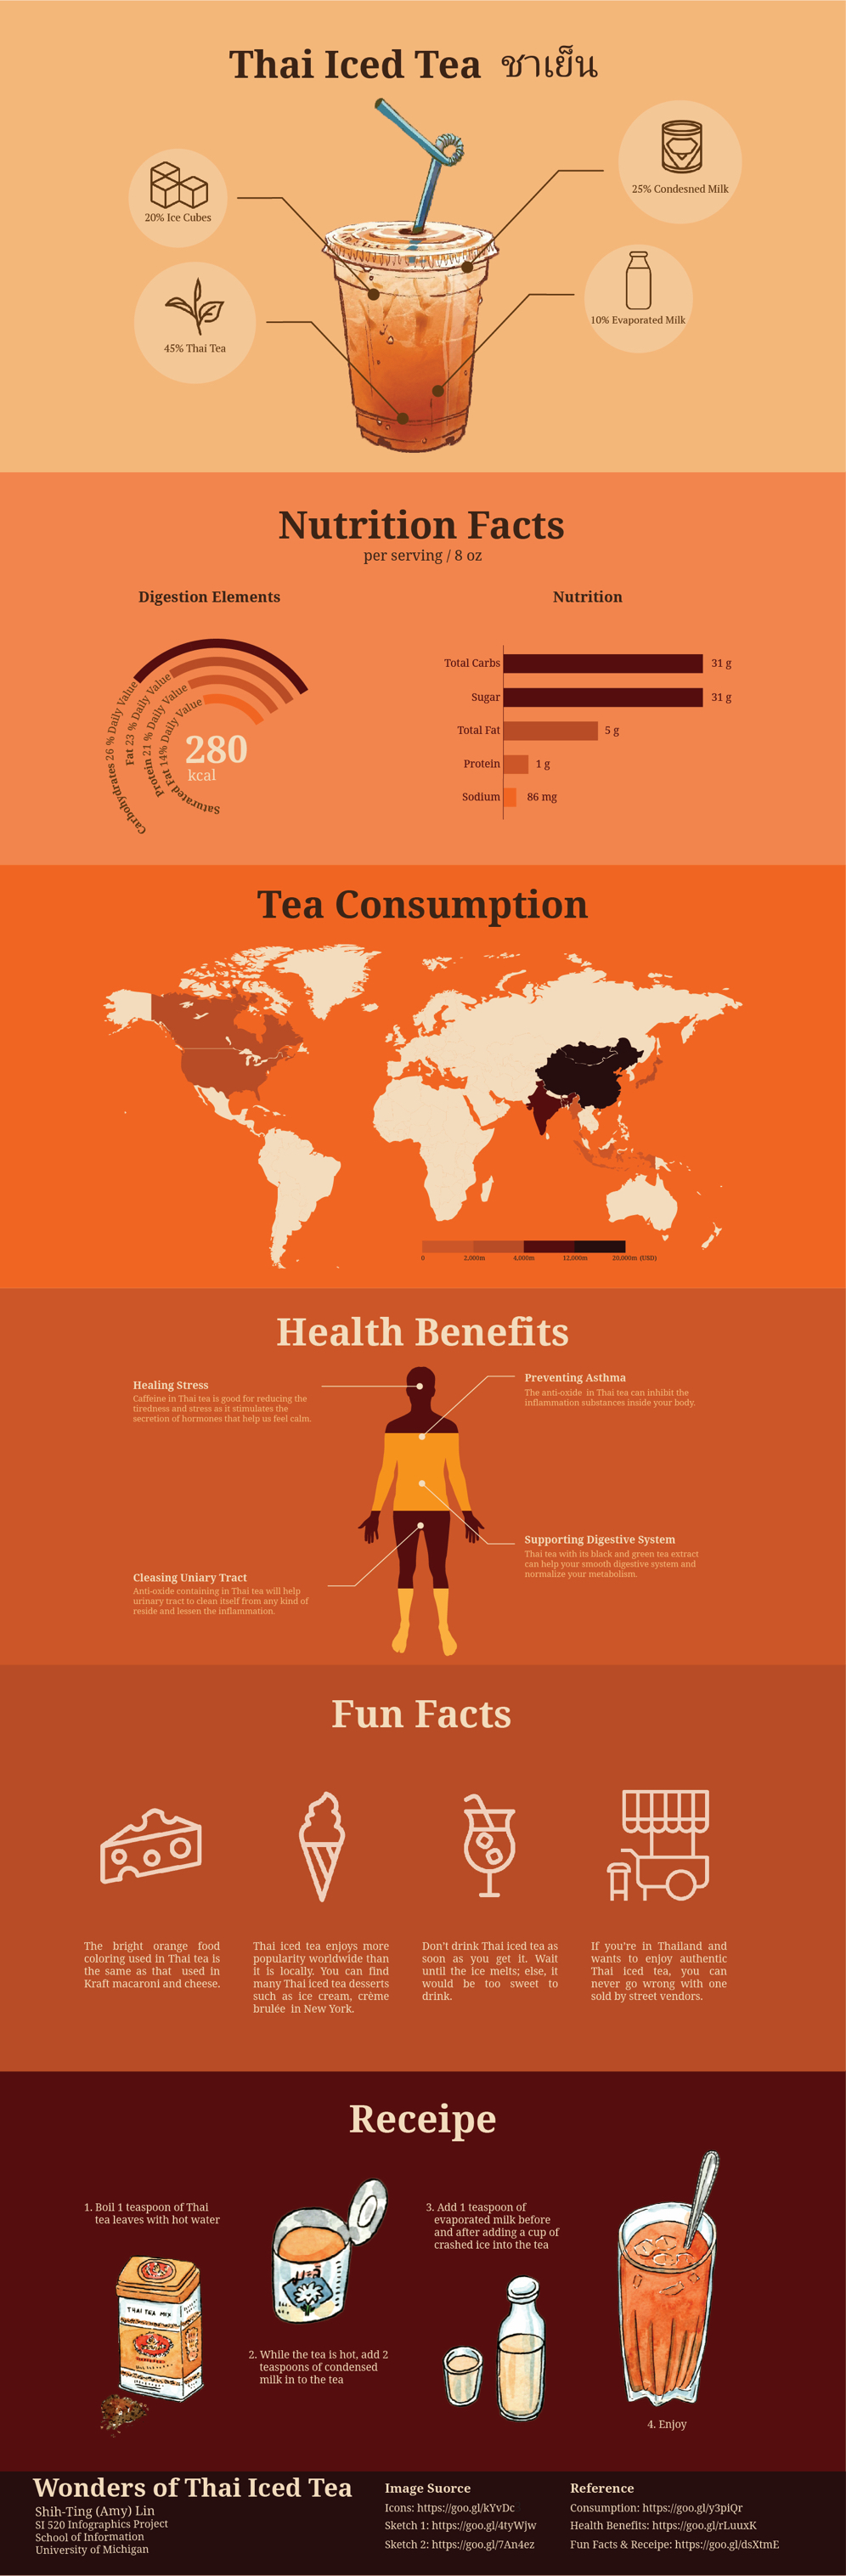 Thai Iced Tea ชาเย็น
20% Ice Cubes
25% Condesned Milk
45% Thai Tea
10% Evaporated Milk
Nutrition Facts
per serving / 8 oz
Digestion Elements
Carbohydrates 26 % Daily Value
Fat 23 % Daily Value
Protein 21 % Daily Value
Saturated Fat 14% Daily Value
280
kcal
Nutrition
Total Carbs 31 g
Sugar 31 g
Total Fat 5 g
Protein 1 g
Sodium 86 mg
Tea Consumption
0 2,000m 4,000m 12,000m 20,000m (USD)
Health Benefits
Healing Stress
Caffeine in Thai tea is good for reducing the
tiredness and stress as it stimulates the
secretion of hormones that help us feel calm.
Preventing Asthma
The anti-oxide in Thai tea can inhibit the
inflammation substances inside your body.
Supporting Digestive System
Thai tea with its black and green tea extract
can help your smooth digestive system and
normalize your metabolism.
Cleasing Uniary Tract
Anti-oxide containing in Thai tea will help
urinary tract to clean itself from any kind of
reside and lessen the inflammation.
Fun Facts
The bright orange food
coloring used in Thai tea is
the same as that used in
Kraft macaroni and cheese.
Thai iced tea enjoys more
popularity worldwide than
it is locally. You can find
many Thai iced tea desserts
such as ice cream, crème
brulée in New York.
Don't drink Thai iced tea as
soon as you get it. Wait
until the ice melts; else, it
would be too sweet to
drink.
If you're in Thailand and
wants to enjoy authentic
Thai iced tea, you can
never go wrong with one
sold by street vendors.
Receipe
1. Boil 1 teaspoon of Thai
tea leaves with hot water
THAI TEA MIX
2. While the tea is hot, add 2
teaspoons of condensed
milk in to the tea
3. Add 1 teaspoon of
evaporated milk before
and after adding a cup of
crashed ice into the tea
4. Enjoy
Wonders of Thai Iced Tea
Shih-Ting (Amy) Lin
SI 520 Infographics Project
School of Information
University of Michigan
Image Suorce
Icons: https://goo.gl/kYvDc
Sketch 1: https://goo.gl/4tyWjw
Sketch 2: https://goo.gl/7An4ez
Reference
Consumption: https://goo.gl/y3piQr
Health Benefits: https://goo.gl/rLuuxK
Fun Facts & Receipe: https://goo.gl/dsXtmE